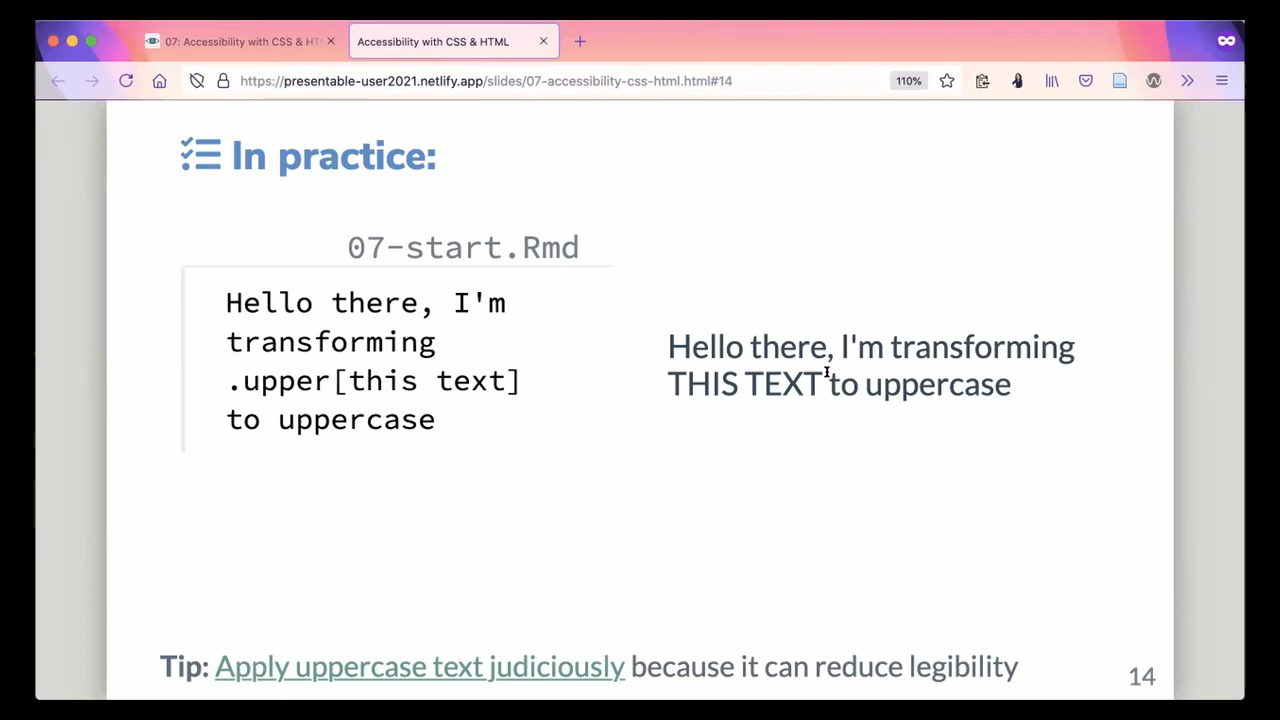 07: Accessibility with CSS & HT
Accessibility with CSS & HTML
https://presentable-user2021.netlify.app/slides/07-accessibility-css-html.html#14
110%
In practice:
07-start.Rmd
Hello there, I'm
transforming
.upper[this text]
to uppercase
Hello there, I'm transforming
THIS TEXT to uppercase
Tip: Apply uppercase text judiciously because it can reduce legibility
14